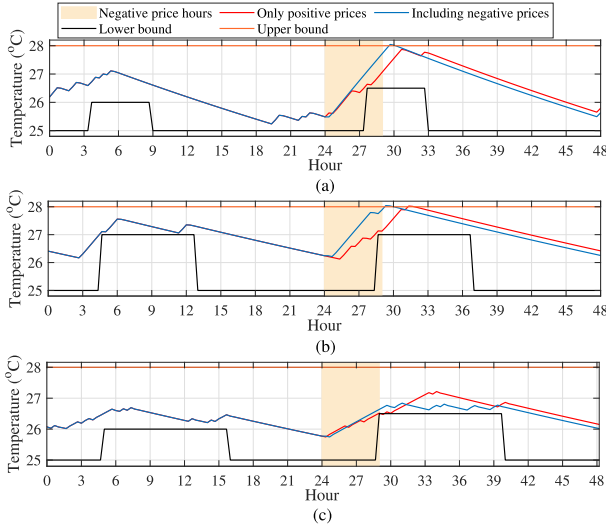 Negative price hours Only positive prices Including negative prices
Lower bound Upper bound
Temperature (°C)
28
27
26
25
0 3 6 9 12 15 18 21 24 27 30 33 36 39 42 45 48
Hour
(a)
Temperature (°C)
28
27
26
25
0 3 6 9 12 15 18 21 24 27 30 33 36 39 42 45 48
Hour
(b)
Temperature (°C)
28
27
26
25
0 3 6 9 12 15 18 21 24 27 30 33 36 39 42 45 48
Hour
(c)